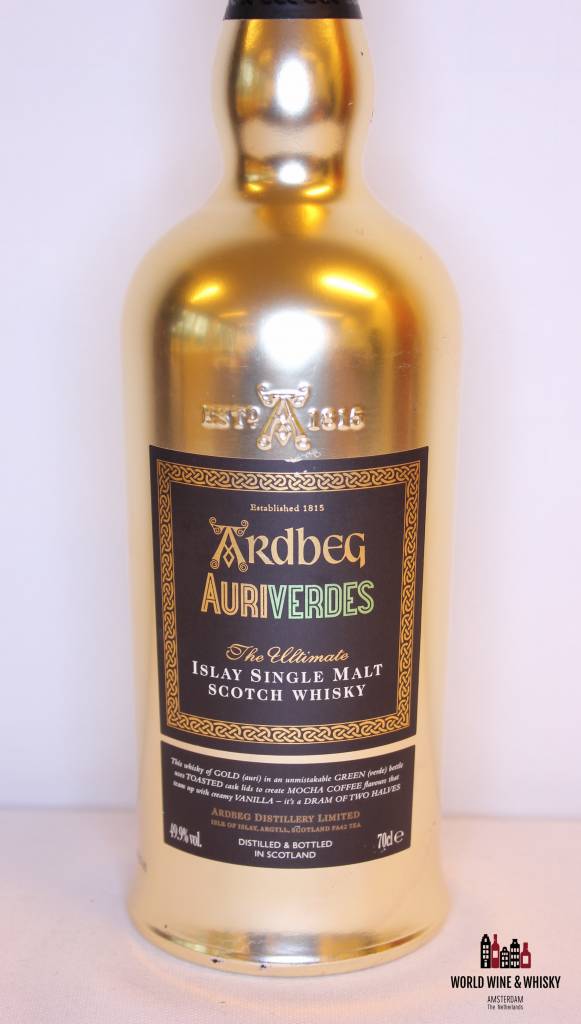 ESTD A 1815
Established 1815
ARDBEG
AURIVERDES
The Ultimate
ISLAY SINGLE MALT
SCOTCH WHISKY
This whisky of GOLD (auri) in an unmistakable GREEN (verde) bottle
uses TOASTED cask lids to create MOCHA COFFEE flavours that
team up with creamy VANILLA – it's a DRAM OF TWO HALVES
ARDBEG DISTILLERY LIMITED
ISLE OF ISLAY, ARGYLL, SCOTLAND PA42 7EA
49.9% vol.
DISTILLED & BOTTLED
IN SCOTLAND
70cl e
WORLD WINE & WHISKY
AMSTERDAM
The Netherlands